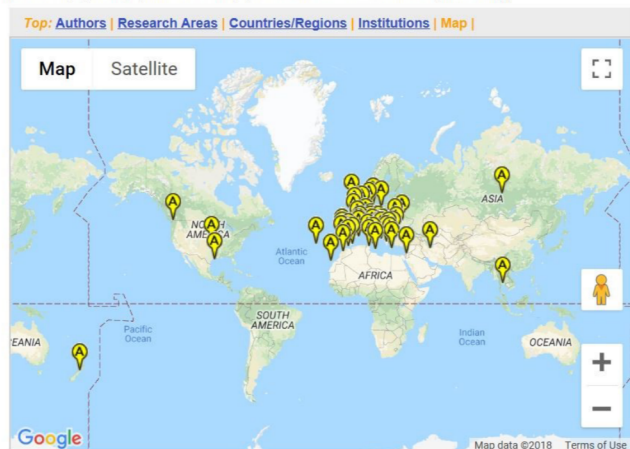 Top: Authors | Research Areas | Countries/Regions | Institutions | Map |
Map Satellite
ASIA
NORTH
AMERICA
Atlantic
Ocean
AFRICA
SOUTH
AMERICA
Pacific
Ocean
Indian
Ocean
EANIA
OCEANIA
Google
Map data ©2018 Terms of Use